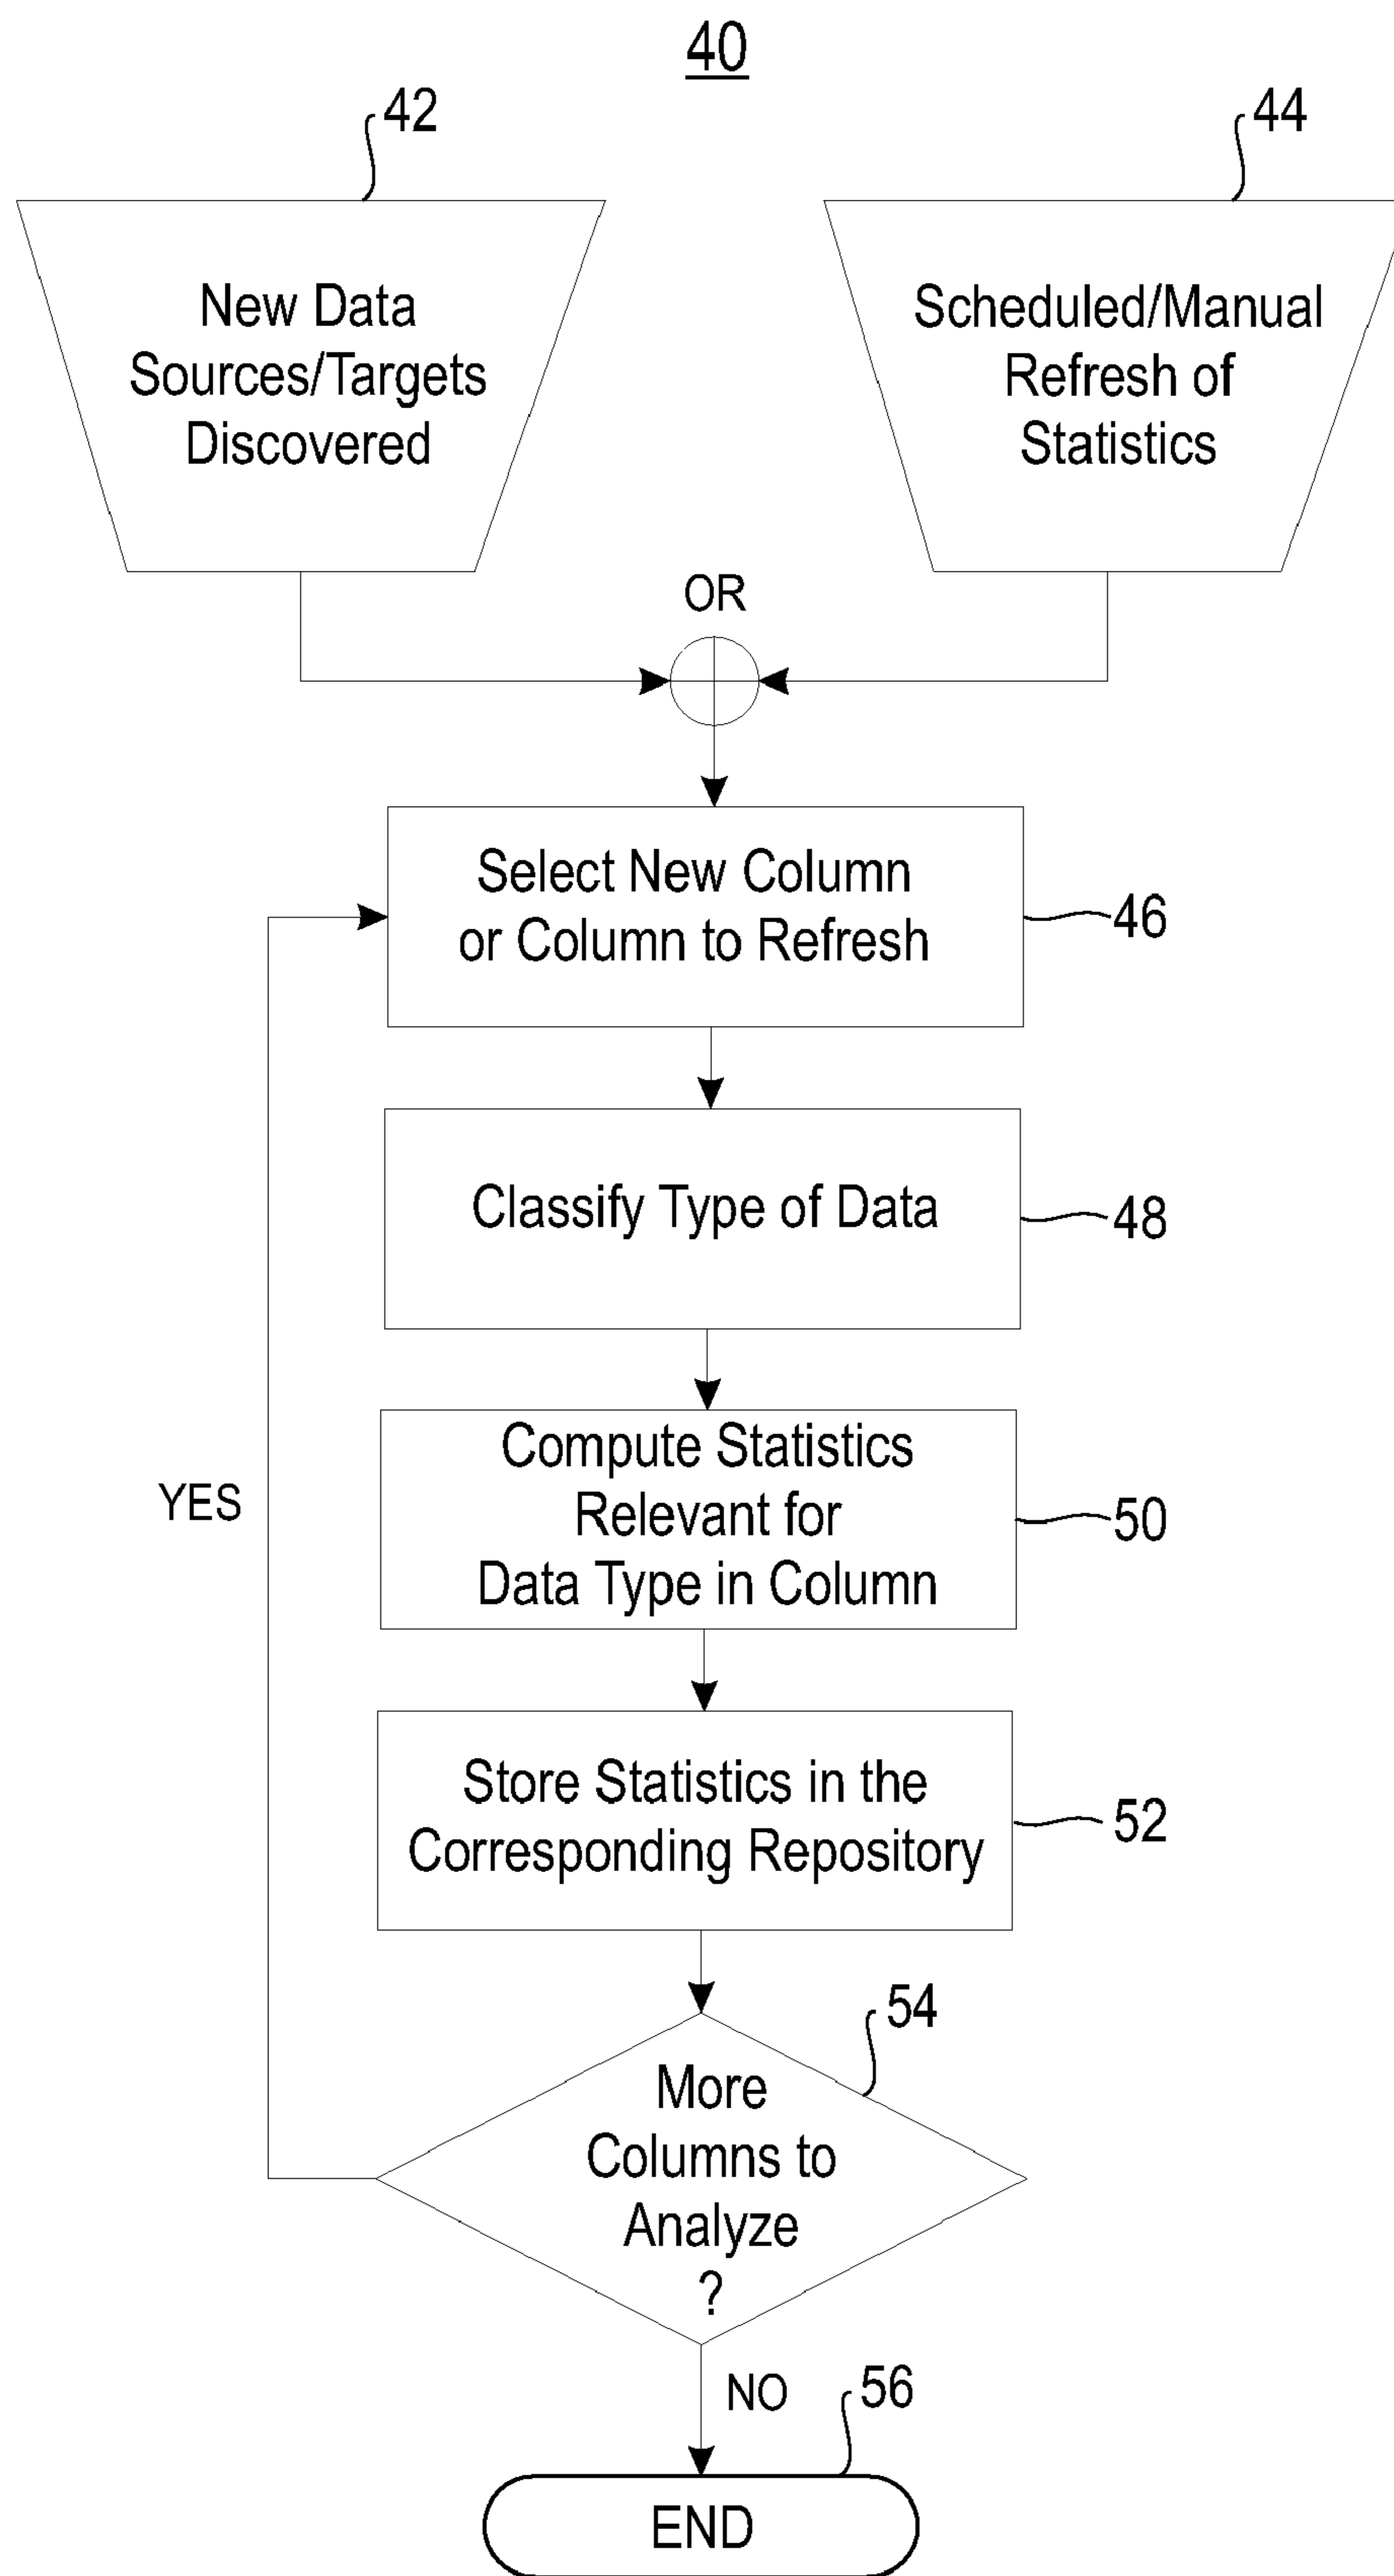 40
42
44
New Data
Sources/Targets
Discovered
Scheduled/Manual
Refresh of
Statistics
OR
Select New Column
or Column to Refresh
46
Classify Type of Data
48
Compute Statistics
Relevant for
Data Type in Column
50
YES
Store Statistics in the
Corresponding Repository
52
54
More
Columns to
Analyze
?
NO
56
END